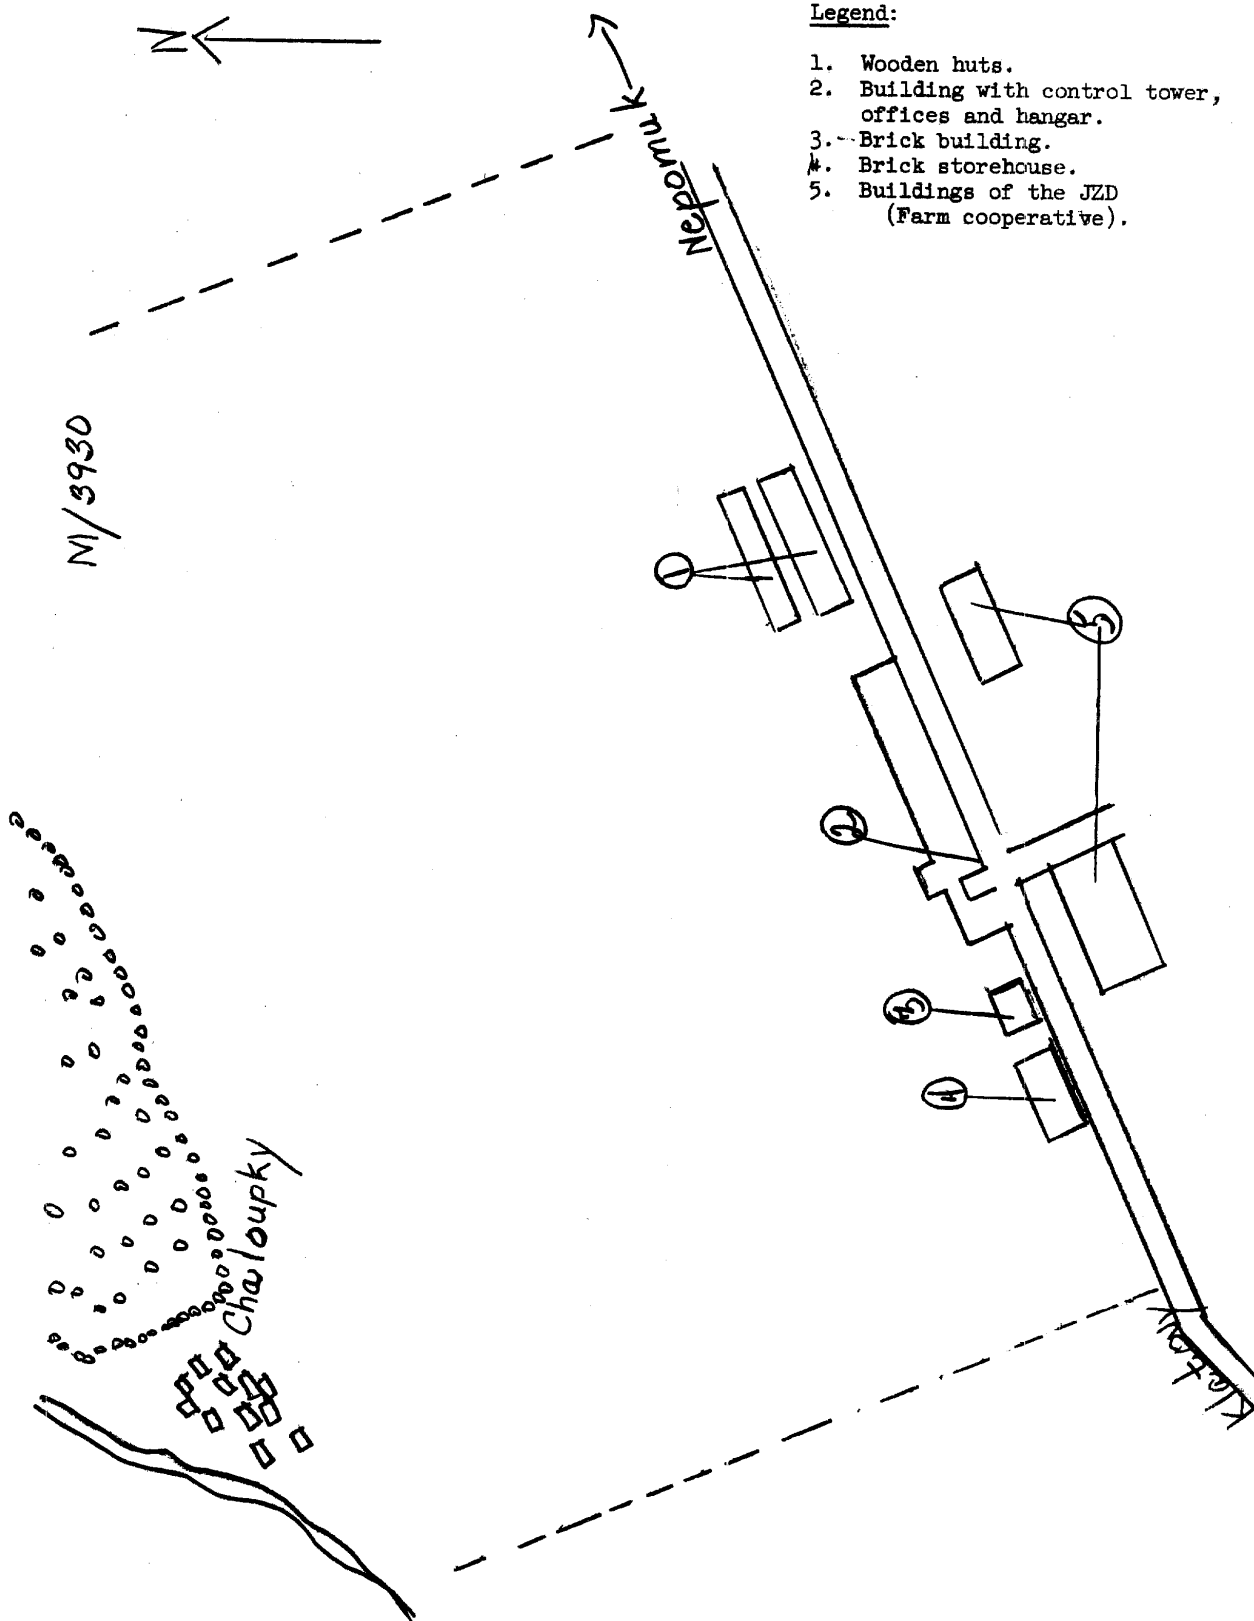 N
Nepomuk
Legend:
1. Wooden huts.
2. Building with control tower,
offices and hangar.
3. Brick building.
4. Brick storehouse.
5. Buildings of the JZD
(Farm cooperative).
M/3930
1
5
2
3
4
Chaloupky
Klatovy